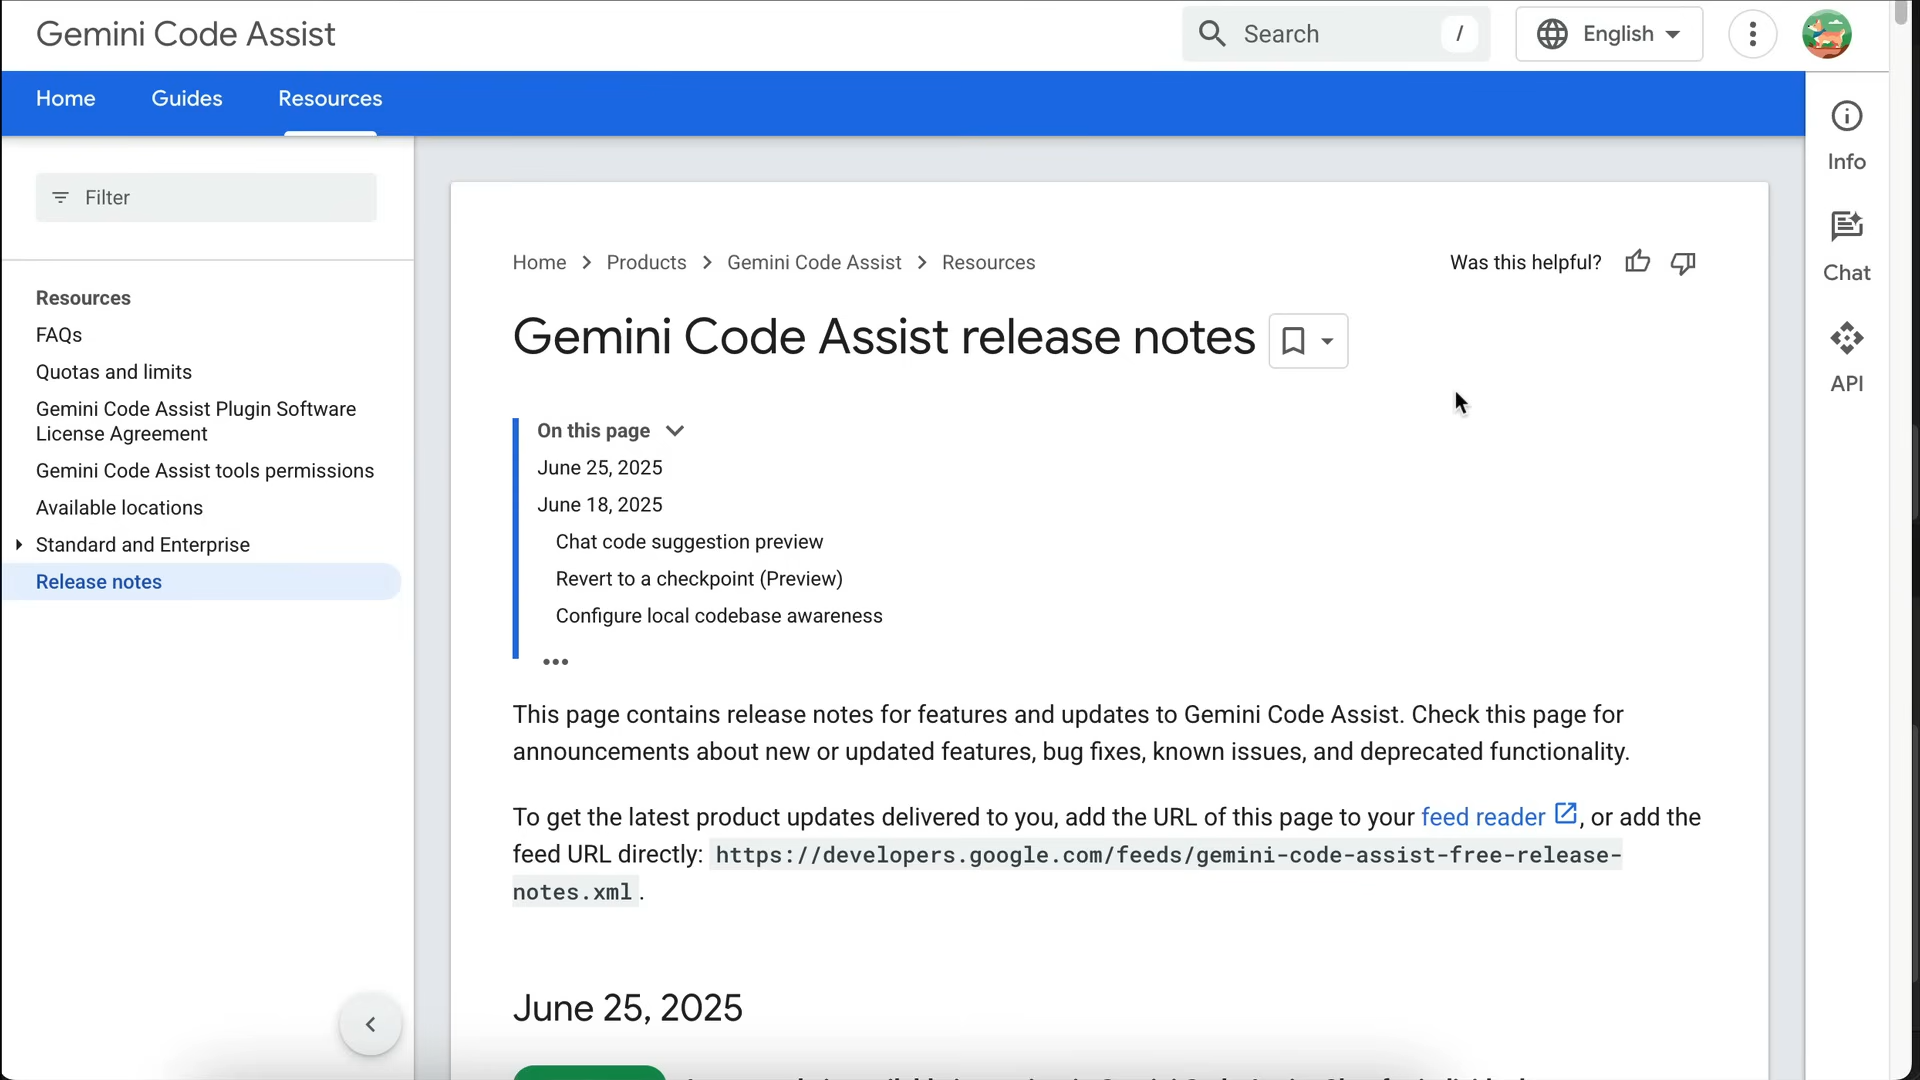 Gemini Code Assist
Search
/
English
Home
Guides
Resources
Info
Chat
API
Filter
Resources
FAQs
Quotas and limits
Gemini Code Assist Plugin Software
License Agreement
Gemini Code Assist tools permissions
Available locations
Standard and Enterprise
Release notes
Home > Products > Gemini Code Assist > Resources
Was this helpful?
Gemini Code Assist release notes
On this page
June 25, 2025
June 18, 2025
Chat code suggestion preview
Revert to a checkpoint (Preview)
Configure local codebase awareness
•••
This page contains release notes for features and updates to Gemini Code Assist. Check this page for
announcements about new or updated features, bug fixes, known issues, and deprecated functionality.
To get the latest product updates delivered to you, add the URL of this page to your feed reader, or add the
feed URL directly: https://developers.google.com/feeds/gemini-code-assist-free-release-
notes.xml.
June 25, 2025